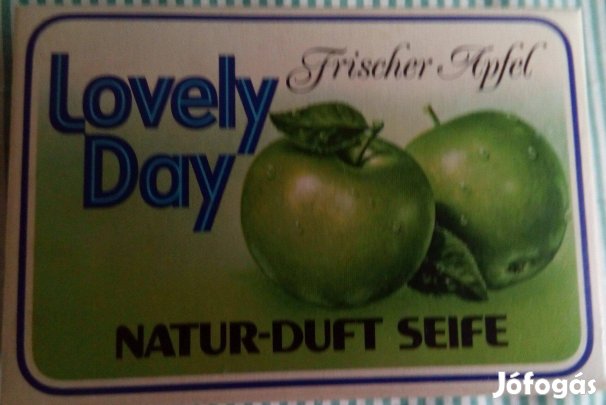 Lovely
Day
Frischer Apfel
NATUR-DUFT SEIFE
Jófogás